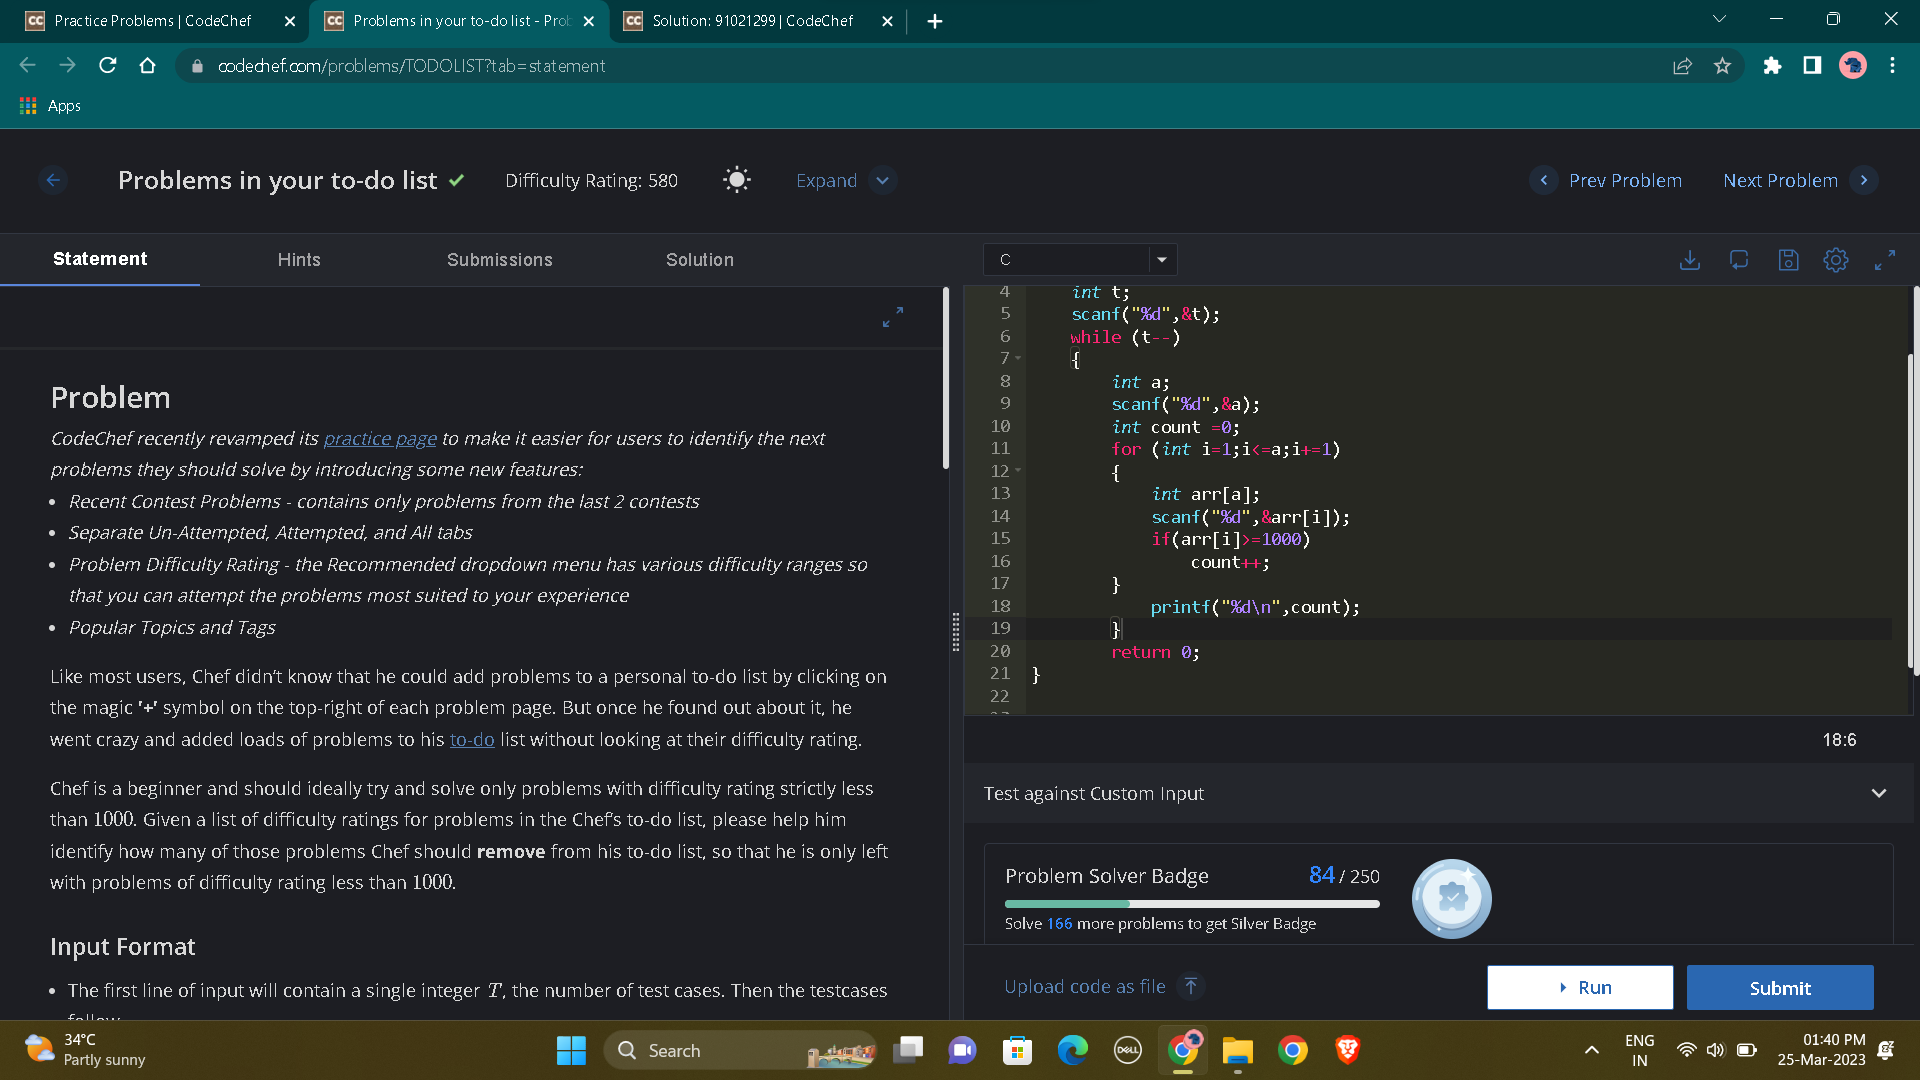 Practice Problems | CodeChef
Problems in your to-do list - Prob
Solution: 91021299 | CodeChef
codechef.com/problems/TODOLIST?tab=statement
Apps
Problems in your to-do list
Difficulty Rating: 580
Expand
Prev Problem
Next Problem
Statement
Hints
Submissions
Solution
C
Problem
CodeChef recently revamped its practice page to make it easier for users to identify the next
problems they should solve by introducing some new features:
• Recent Contest Problems - contains only problems from the last 2 contests
• Separate Un-Attempted, Attempted, and All tabs
• Problem Difficulty Rating - the Recommended dropdown menu has various difficulty ranges so
that you can attempt the problems most suited to your experience
• Popular Topics and Tags
Like most users, Chef didn't know that he could add problems to a personal to-do list by clicking on
the magic '+' symbol on the top-right of each problem page. But once he found out about it, he
went crazy and added loads of problems to his to-do list without looking at their difficulty rating.
Chef is a beginner and should ideally try and solve only problems with difficulty rating strictly less
than 1000. Given a list of difficulty ratings for problems in the Chef's to-do list, please help him
identify how many of those problems Chef should remove from his to-do list, so that he is only left
with problems of difficulty rating less than 1000.
Input Format
• The first line of input will contain a single integer T, the number of test cases. Then the testcases
follow.
4 int t;
5 scanf("%d",&t);
6 while (t--)
7 {
8 int a;
9 scanf("%d",&a);
10 int count =0;
11 for (int i=1;i<=a;i+=1)
12 {
13 int arr[a];
14 scanf("%d",&arr[i]);
15 if(arr[i]>=1000)
16 count++;
17 }
18 printf("%d\n",count);
19 }
20 return 0;
21 }
22
23
18:6
Test against Custom Input
Problem Solver Badge
84 / 250
Solve 166 more problems to get Silver Badge
Upload code as file
Run
Submit
34°C
Partly sunny
Search
DELL
ENG
IN
01:40 PM
25-Mar-2023